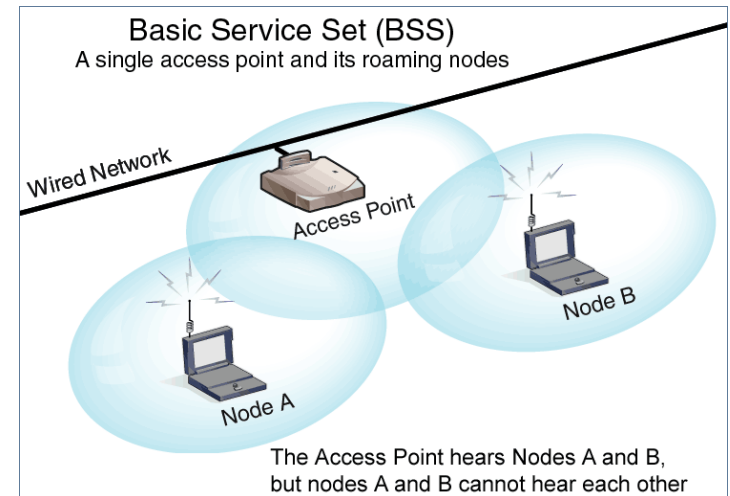 Basic Service Set (BSS)
A single access point and its roaming nodes
Wired Network
Access Point
Node B
Node A
The Access Point hears Nodes A and B,
but nodes A and B cannot hear each other